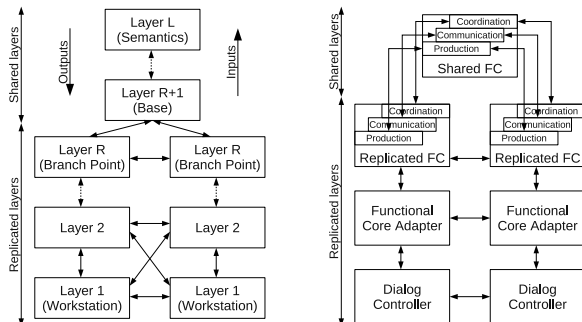 Shared layers
Replicated layers
Outputs
Inputs
Layer L
(Semantics)
Layer R+1
(Base)
Layer R
(Branch Point)
Layer R
(Branch Point)
Layer 2
Layer 2
Layer 1
(Workstation)
Layer 1
(Workstation)
Shared layers
Replicated layers
Coordination
Communication
Production
Shared FC
Coordination
Communication
Production
Replicated FC
Coordination
Communication
Production
Replicated FC
Functional
Core Adapter
Functional
Core Adapter
Dialog
Controller
Dialog
Controller